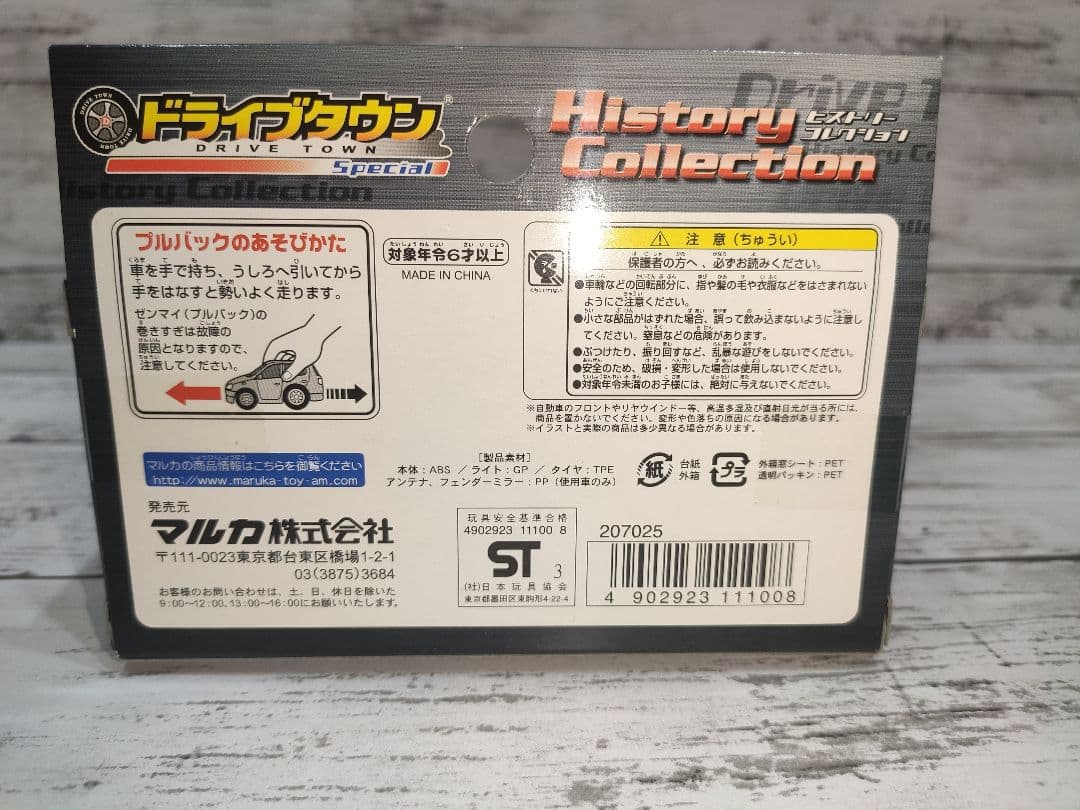 ドライブタウン®
DRIVE TOWN
Special
History
Collection
ヒストリー
コレクション
Drive T
History Collection
プルバックのあそびかた
車を手で持ち、うしろへ引いてから
手をはなすと勢いよく走ります。
ゼンマイ(プルバック)の
巻きすぎは故障の
原因となりますので、
注意してください。
対象年令6才以上
MADE IN CHINA
⚠ 注意(ちゅうい)
保護者の方へ、必ずお読みください。
●車輪などの回転部分に、指や髪の毛や衣服などをはさまれない
ようにご注意ください。
●小さな部品がはずれた場合、誤って飲み込まないように注意し
てください。窒息などの危険があります。
●ぶつけたり、振り回すなど、乱暴な遊びをしないでください。
●安全のため、破損・変形した場合は使用しないでください。
●対象年令未満のお子様には、絶対に与えないでください。
※自動車のフロントやリヤウインドー等、高温多湿及び直射日光が当る所には、
商品を置かないでください。変形や色落ちの原因になる場合があります。
※イラストと実際の商品は多少異なる場合があります。
マルカの商品情報はこちらを御覧ください
http://www.maruka-toy-am.com
[製品素材]
本体:ABS / ライト:GP / タイヤ:TPE
アンテナ、フェンダーミラー:PP(使用車のみ)
紙
台紙
外箱
プラ
外箱窓シート:PET
透明パッキン:PET
発売元
マルカ株式会社
〒111-0023東京都台東区橋場1-2-1
03(3875)3684
お客様のお問い合わせは、土、日、休日を除いた
9:00〜12:00、13:00〜16:00にお願いいたします。
玩具安全基準合格
4902923 11100 8
ST 3
(社)日本玩具協会
東京都墨田区東駒形4-22-4
207025
4 902923 111008